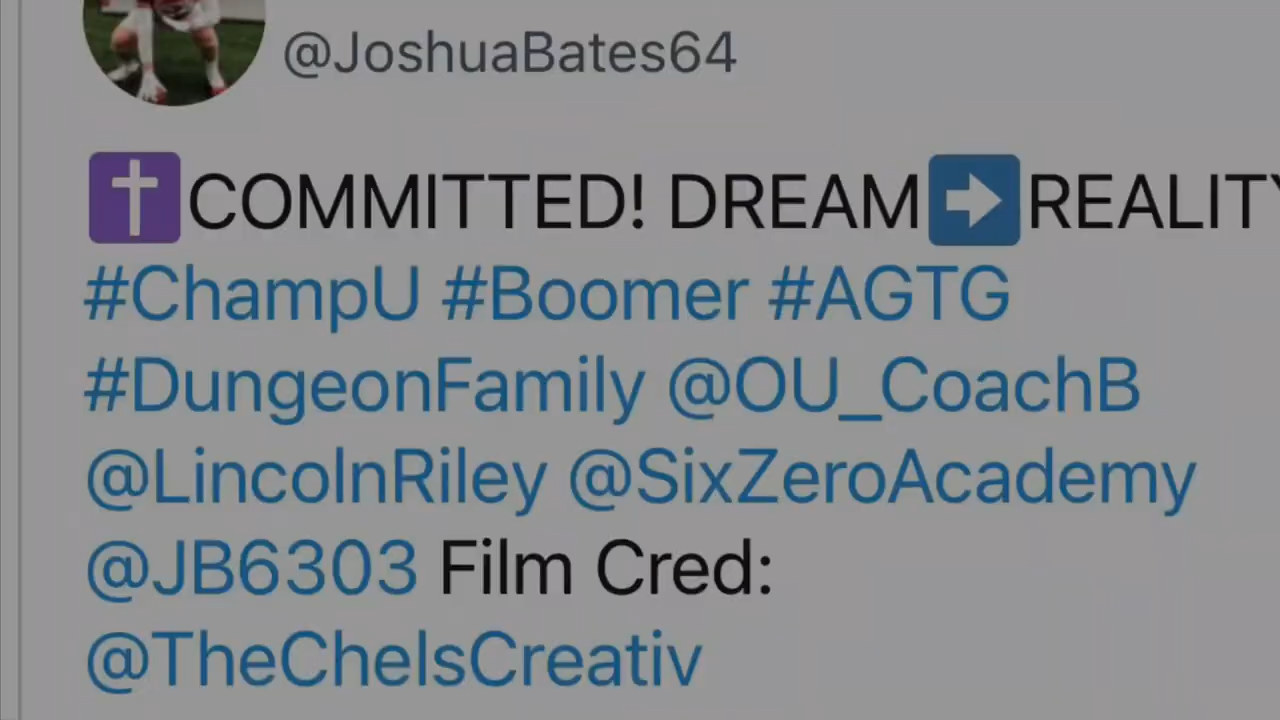 @JoshuaBates64
✝️COMMITTED! DREAM➡️REALITY
#ChampU #Boomer #AGTG
#DungeonFamily @OU_CoachB
@LincolnRiley @SixZeroAcademy
@JB6303 Film Cred:
@TheChelsCreativ